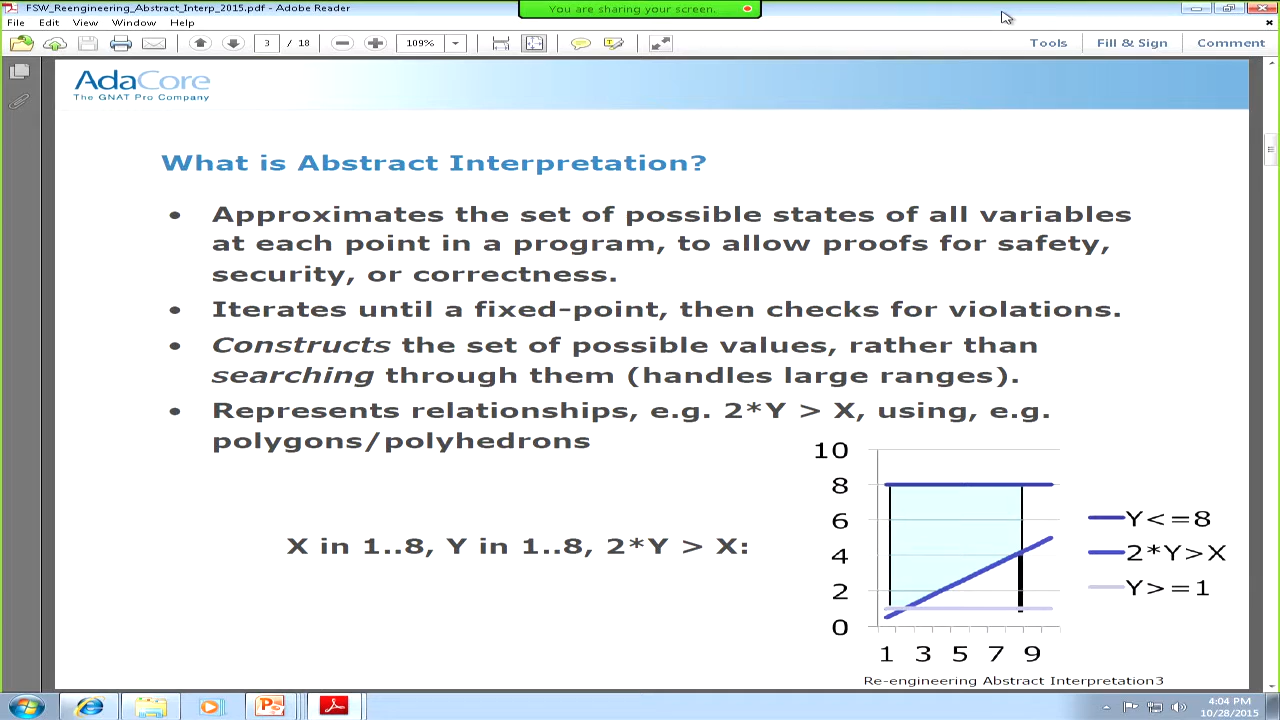 FSW_Reengineering_Abstract_Interp_2015.pdf - Adobe Reader
You are sharing your screen.
File Edit View Window Help
3 / 18 109% Tools Fill & Sign Comment
AdaCore
The GNAT Pro Company
What is Abstract Interpretation?
• Approximates the set of possible states of all variables
at each point in a program, to allow proofs for safety,
security, or correctness.
• Iterates until a fixed-point, then checks for violations.
• Constructs the set of possible values, rather than
searching through them (handles large ranges).
• Represents relationships, e.g. 2*Y > X, using, e.g.
polygons/polyhedrons
X in 1..8, Y in 1..8, 2*Y > X:
10
8
6
4
2
0
1 3 5 7 9
Y<=8
2*Y>X
Y>=1
Re-engineering Abstract Interpretation3
4:04 PM
10/28/2015